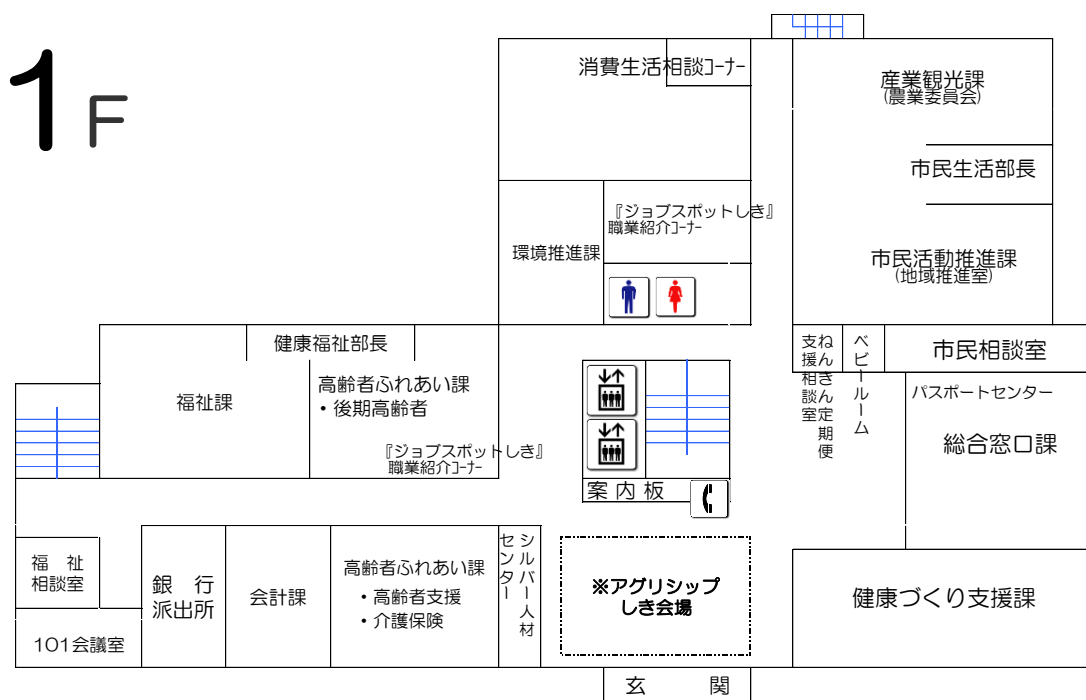 1F
消費生活相談コーナー
産業観光課
(農業委員会)
市民生活部長
『ジョブスポットしき』
職業紹介コーナー
環境推進課
市民活動推進課
(地域推進室)
健康福祉部長
福祉課
高齢者ふれあい課
・後期高齢者
『ジョブスポットしき』
職業紹介コーナー
案内板
ねんきん定期便
支援相談室
ベビールーム
市民相談室
パスポートセンター
総合窓口課
福祉
相談室
101会議室
銀行
派出所
会計課
高齢者ふれあい課
・高齢者支援
・介護保険
シルバー人材
センター
※アグリシップ
しき会場
健康づくり支援課
玄関